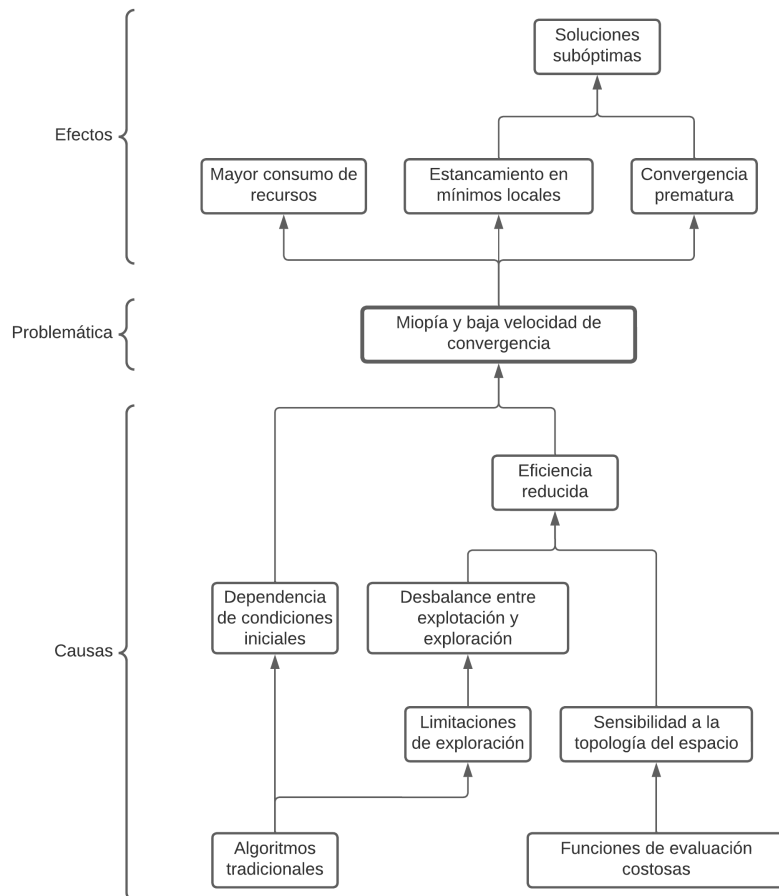 Soluciones
subóptimas
Efectos
Mayor consumo de
recursos
Estancamiento en
mínimos locales
Convergencia
prematura
Problemática
Miopía y baja velocidad de
convergencia
Eficiencia
reducida
Dependencia
de condiciones
iniciales
Desbalance entre
explotación y
exploración
Causas
Limitaciones
de exploración
Sensibilidad a la
topología del espacio
Algoritmos
tradicionales
Funciones de evaluación
costosas